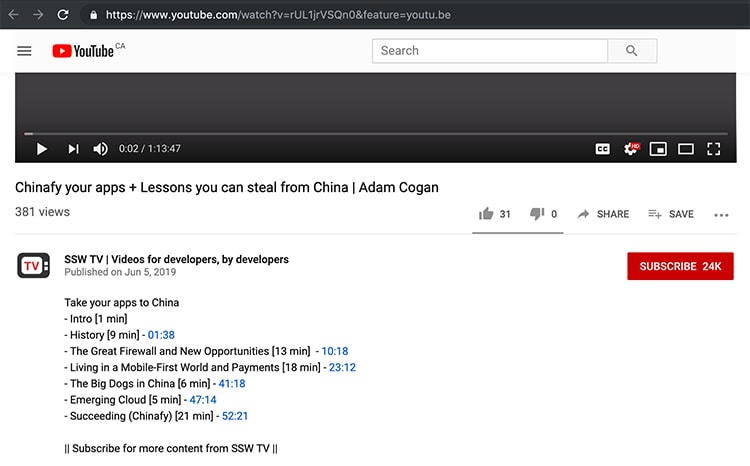 https://www.youtube.com/watch?v=rUL1jrVSQn0&feature=youtu.be
YouTube CA
Search
0:02 / 1:13:47
CC
HD
Chinafy your apps + Lessons you can steal from China | Adam Cogan
381 views
31
0
SHARE
SAVE
TV
SSW TV | Videos for developers, by developers
Published on Jun 5, 2019
SUBSCRIBE 24K
Take your apps to China
- Intro [1 min]
- History [9 min] - 01:38
- The Great Firewall and New Opportunities [13 min]  - 10:18
- Living in a Mobile-First World and Payments [18 min] - 23:12
- The Big Dogs in China [6 min] - 41:18
- Emerging Cloud [5 min] - 47:14
- Succeeding (Chinafy) [21 min] - 52:21
|| Subscribe for more content from SSW TV ||